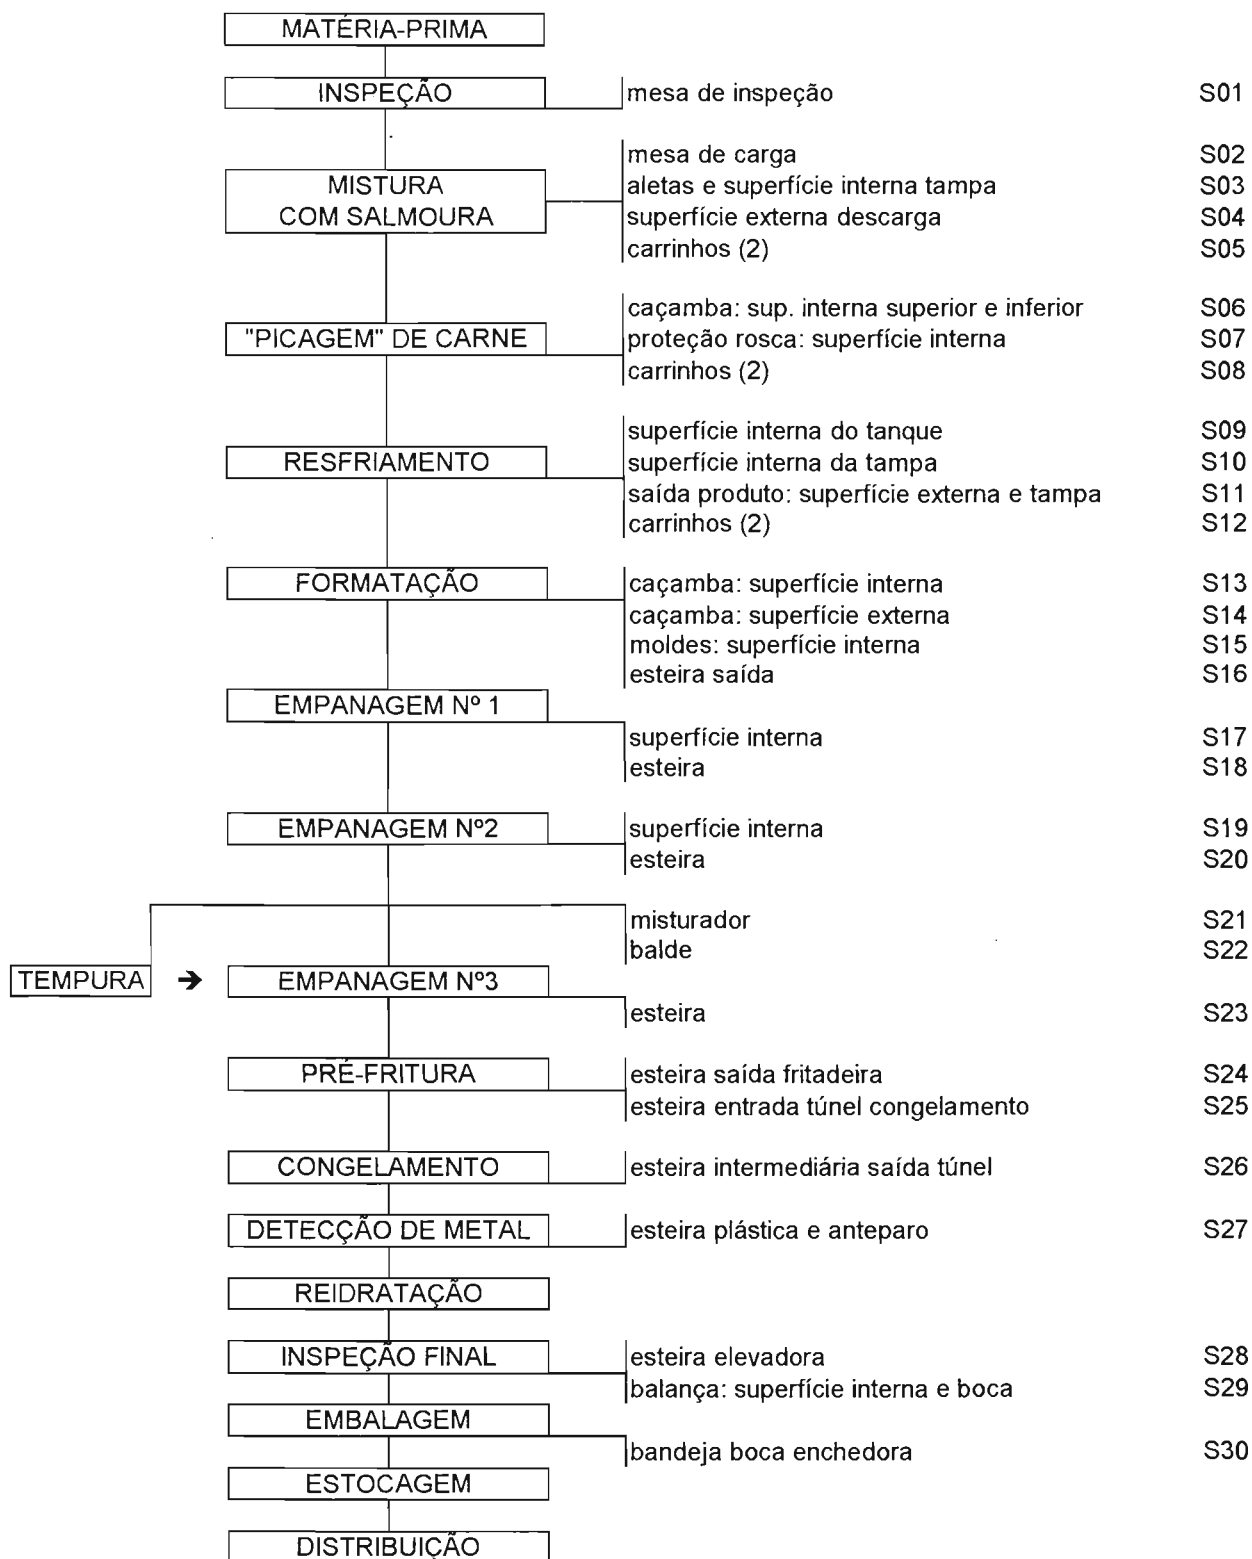 MATÉRIA-PRIMA
INSPEÇÃO mesa de inspeção S01
mesa de carga S02
MISTURA aletas e superfície interna tampa S03
COM SALMOURA superfície externa descarga S04
carrinhos (2) S05
caçamba: sup. interna superior e inferior S06
"PICAGEM" DE CARNE proteção rosca: superfície interna S07
carrinhos (2) S08
superfície interna do tanque S09
RESFRIAMENTO superfície interna da tampa S10
saída produto: superfície externa e tampa S11
carrinhos (2) S12
FORMATAÇÃO caçamba: superfície interna S13
caçamba: superfície externa S14
moldes: superfície interna S15
esteira saída S16
EMPANAGEM Nº 1
superfície interna S17
esteira S18
EMPANAGEM Nº2 superfície interna S19
esteira S20
misturador S21
balde S22
TEMPURA → EMPANAGEM Nº3
esteira S23
PRÉ-FRITURA esteira saída fritadeira S24
esteira entrada túnel congelamento S25
CONGELAMENTO esteira intermediária saída túnel S26
DETECÇÃO DE METAL esteira plástica e anteparo S27
REIDRATAÇÃO
INSPEÇÃO FINAL esteira elevadora S28
balança: superfície interna e boca S29
EMBALAGEM
bandeja boca enchedora S30
ESTOCAGEM
DISTRIBUIÇÃO